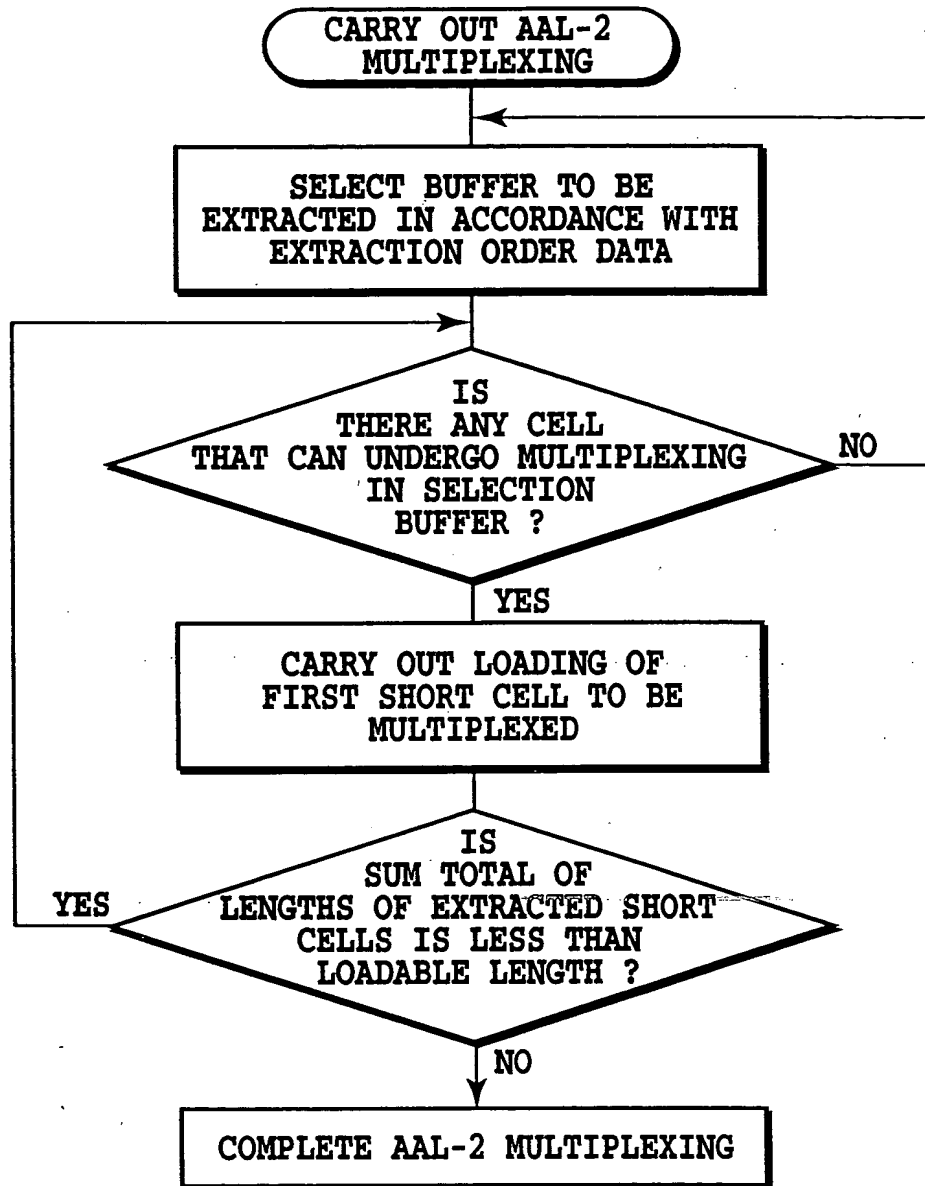 CARRY OUT AAL-2
MULTIPLEXING
SELECT BUFFER TO BE
EXTRACTED IN ACCORDANCE WITH
EXTRACTION ORDER DATA
IS
THERE ANY CELL
THAT CAN UNDERGO MULTIPLEXING
IN SELECTION
BUFFER ?
NO
YES
CARRY OUT LOADING OF
FIRST SHORT CELL TO BE
MULTIPLEXED
IS
SUM TOTAL OF
LENGTHS OF EXTRACTED SHORT
CELLS IS LESS THAN
LOADABLE LENGTH ?
YES
NO
COMPLETE AAL-2 MULTIPLEXING